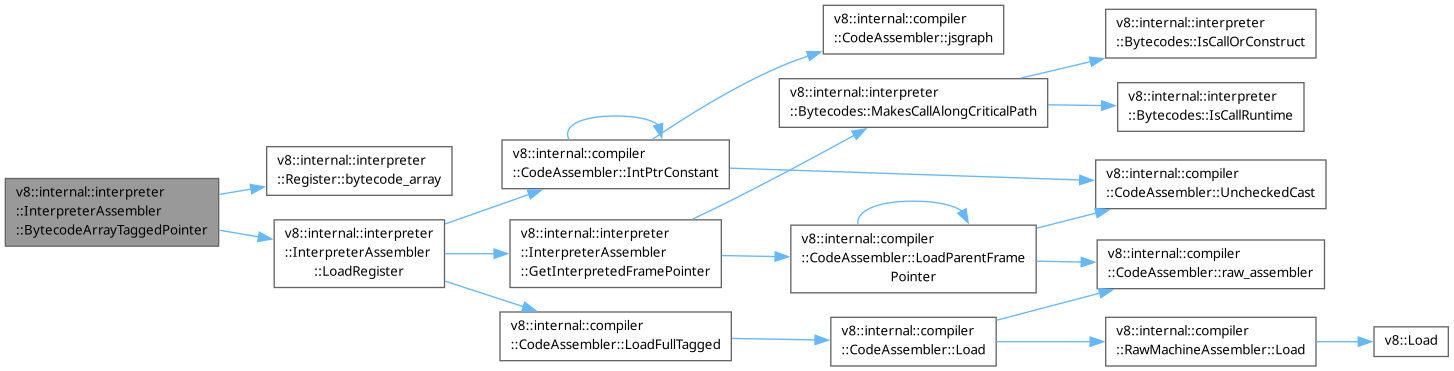 v8::internal::interpreter
::InterpreterAssembler
::BytecodeArrayTaggedPointer
v8::internal::interpreter
::Register::bytecode_array
v8::internal::interpreter
::InterpreterAssembler
::LoadRegister
v8::internal::compiler
::CodeAssembler::IntPtrConstant
v8::internal::interpreter
::InterpreterAssembler
::GetInterpretedFramePointer
v8::internal::compiler
::CodeAssembler::LoadFullTagged
v8::internal::compiler
::CodeAssembler::jsgraph
v8::internal::interpreter
::Bytecodes::MakesCallAlongCriticalPath
v8::internal::compiler
::CodeAssembler::LoadParentFrame
Pointer
v8::internal::compiler
::CodeAssembler::Load
v8::internal::interpreter
::Bytecodes::IsCallOrConstruct
v8::internal::interpreter
::Bytecodes::IsCallRuntime
v8::internal::compiler
::CodeAssembler::UncheckedCast
v8::internal::compiler
::CodeAssembler::raw_assembler
v8::internal::compiler
::RawMachineAssembler::Load
v8::Load